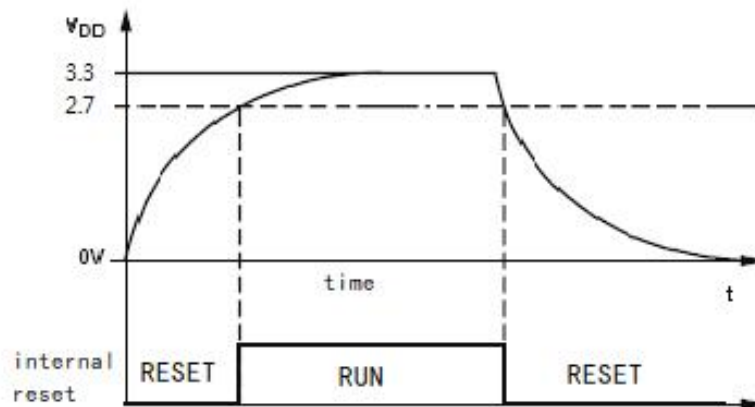 VDD
3.3
2.7
0V
time
t
internal
reset
RESET
RUN
RESET